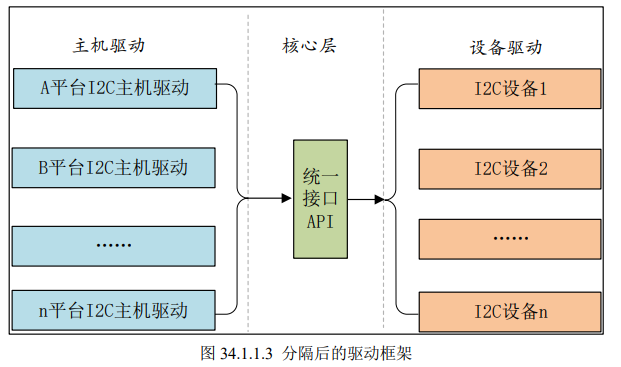 主机驱动
核心层
设备驱动
A平台I2C主机驱动
I2C设备1
B平台I2C主机驱动
I2C设备2
统一
接口
API
……
……
n平台I2C主机驱动
I2C设备n
图 34.1.1.3 分隔后的驱动框架